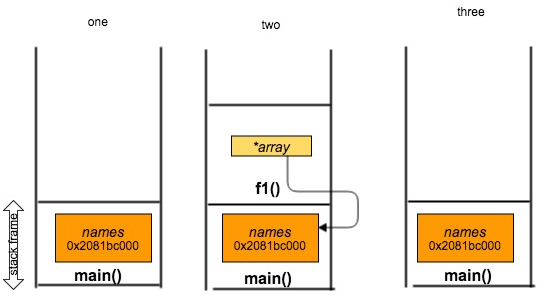 one
two
three
*array
f1()
names
0x2081bc000
main()
names
0x2081bc000
main()
names
0x2081bc000
main()
stack frame